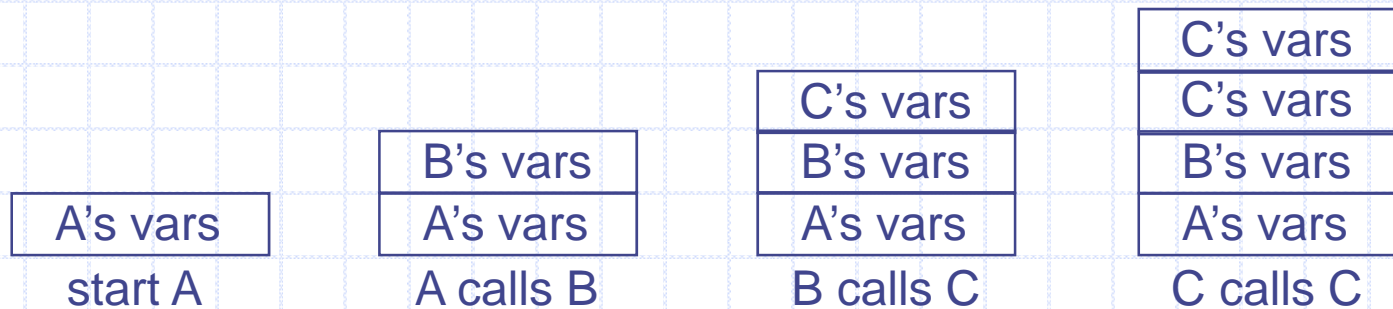 C’s vars
C’s vars C’s vars
B’s vars B’s vars B’s vars
A’s vars A’s vars A’s vars A’s vars
start A A calls B B calls C C calls C